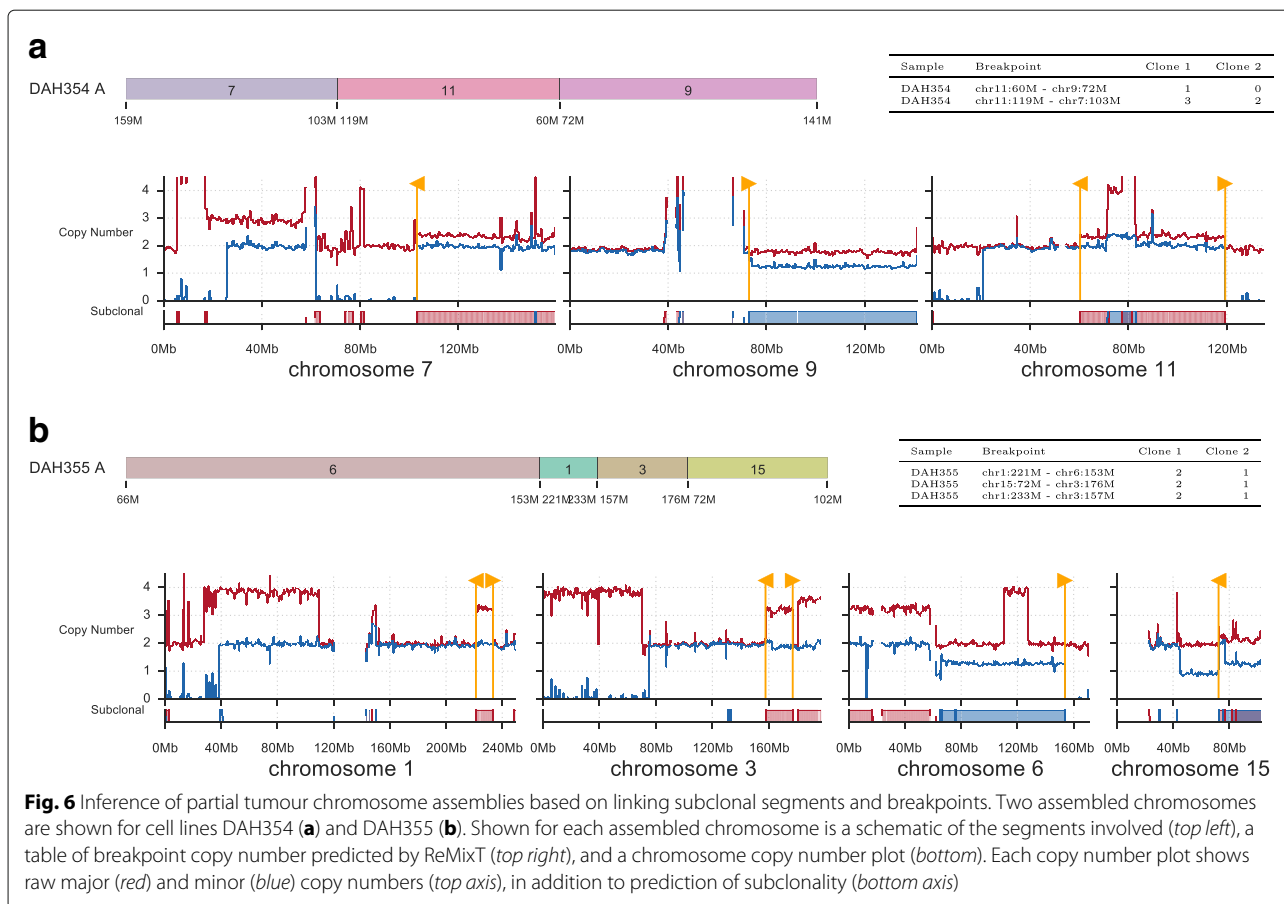 a
DAH354 A
7
11
9
159M
103M 119M
60M 72M
141M
Sample Breakpoint Clone 1 Clone 2
DAH354 chr11:60M - chr9:72M 1 0
DAH354 chr11:119M - chr7:103M 3 2
4
3
2
1
0
Copy Number
Subclonal
0Mb 40Mb 80Mb 120Mb
chromosome 7
0Mb 40Mb 80Mb 120Mb
chromosome 9
0Mb 40Mb 80Mb 120Mb
chromosome 11
b
DAH355 A
6
1
3
15
66M
153M 221M233M 157M
176M 72M
102M
Sample Breakpoint Clone 1 Clone 2
DAH355 chr1:221M - chr6:153M 2 1
DAH355 chr15:72M - chr3:176M 2 1
DAH355 chr1:233M - chr3:157M 2 1
4
3
2
1
0
Copy Number
Subclonal
0Mb 40Mb 80Mb 120Mb 160Mb 200Mb 240Mb
chromosome 1
0Mb 40Mb 80Mb 120Mb 160Mb
chromosome 3
0Mb 40Mb 80Mb 120Mb 160Mb
chromosome 6
0Mb 40Mb 80Mb
chromosome 15
Fig. 6 Inference of partial tumour chromosome assemblies based on linking subclonal segments and breakpoints. Two assembled chromosomes
are shown for cell lines DAH354 (a) and DAH355 (b). Shown for each assembled chromosome is a schematic of the segments involved (top left), a
table of breakpoint copy number predicted by ReMixT (top right), and a chromosome copy number plot (bottom). Each copy number plot shows
raw major (red) and minor (blue) copy numbers (top axis), in addition to prediction of subclonality (bottom axis)